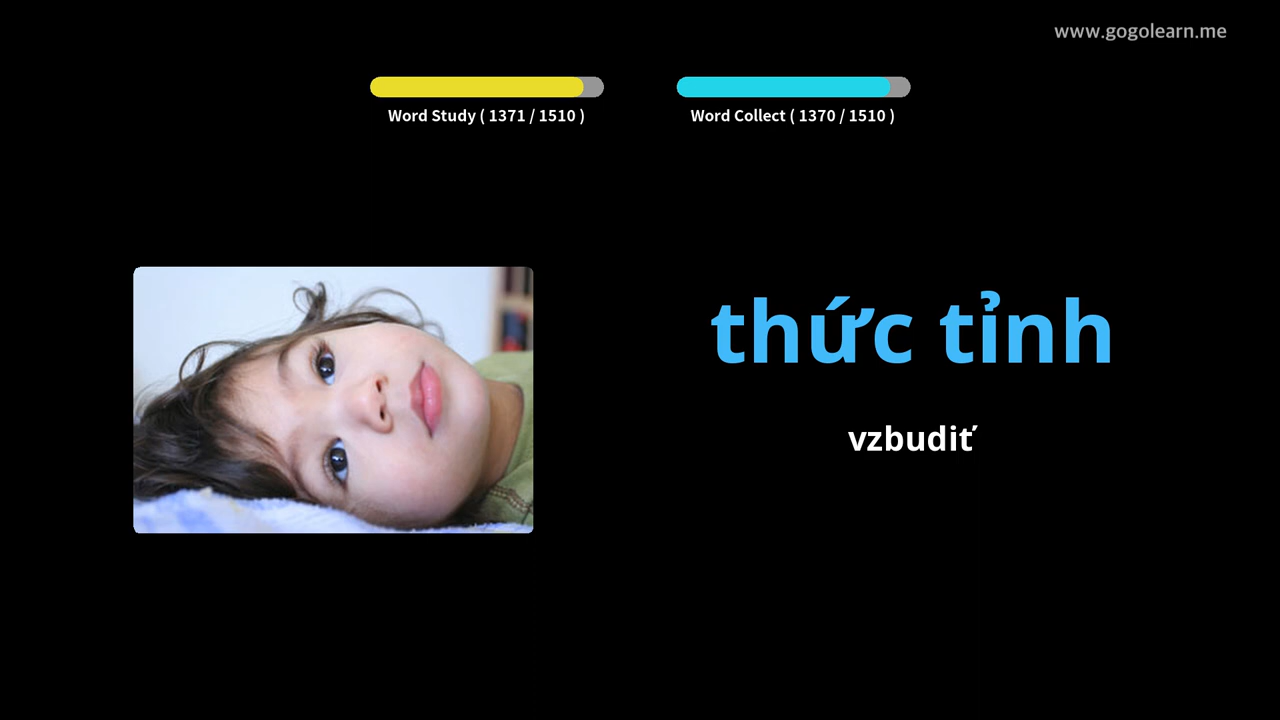 www.gogolearn.me
Word Study ( 1371 / 1510 )
Word Collect ( 1370 / 1510 )
thức tỉnh
vzbudiť